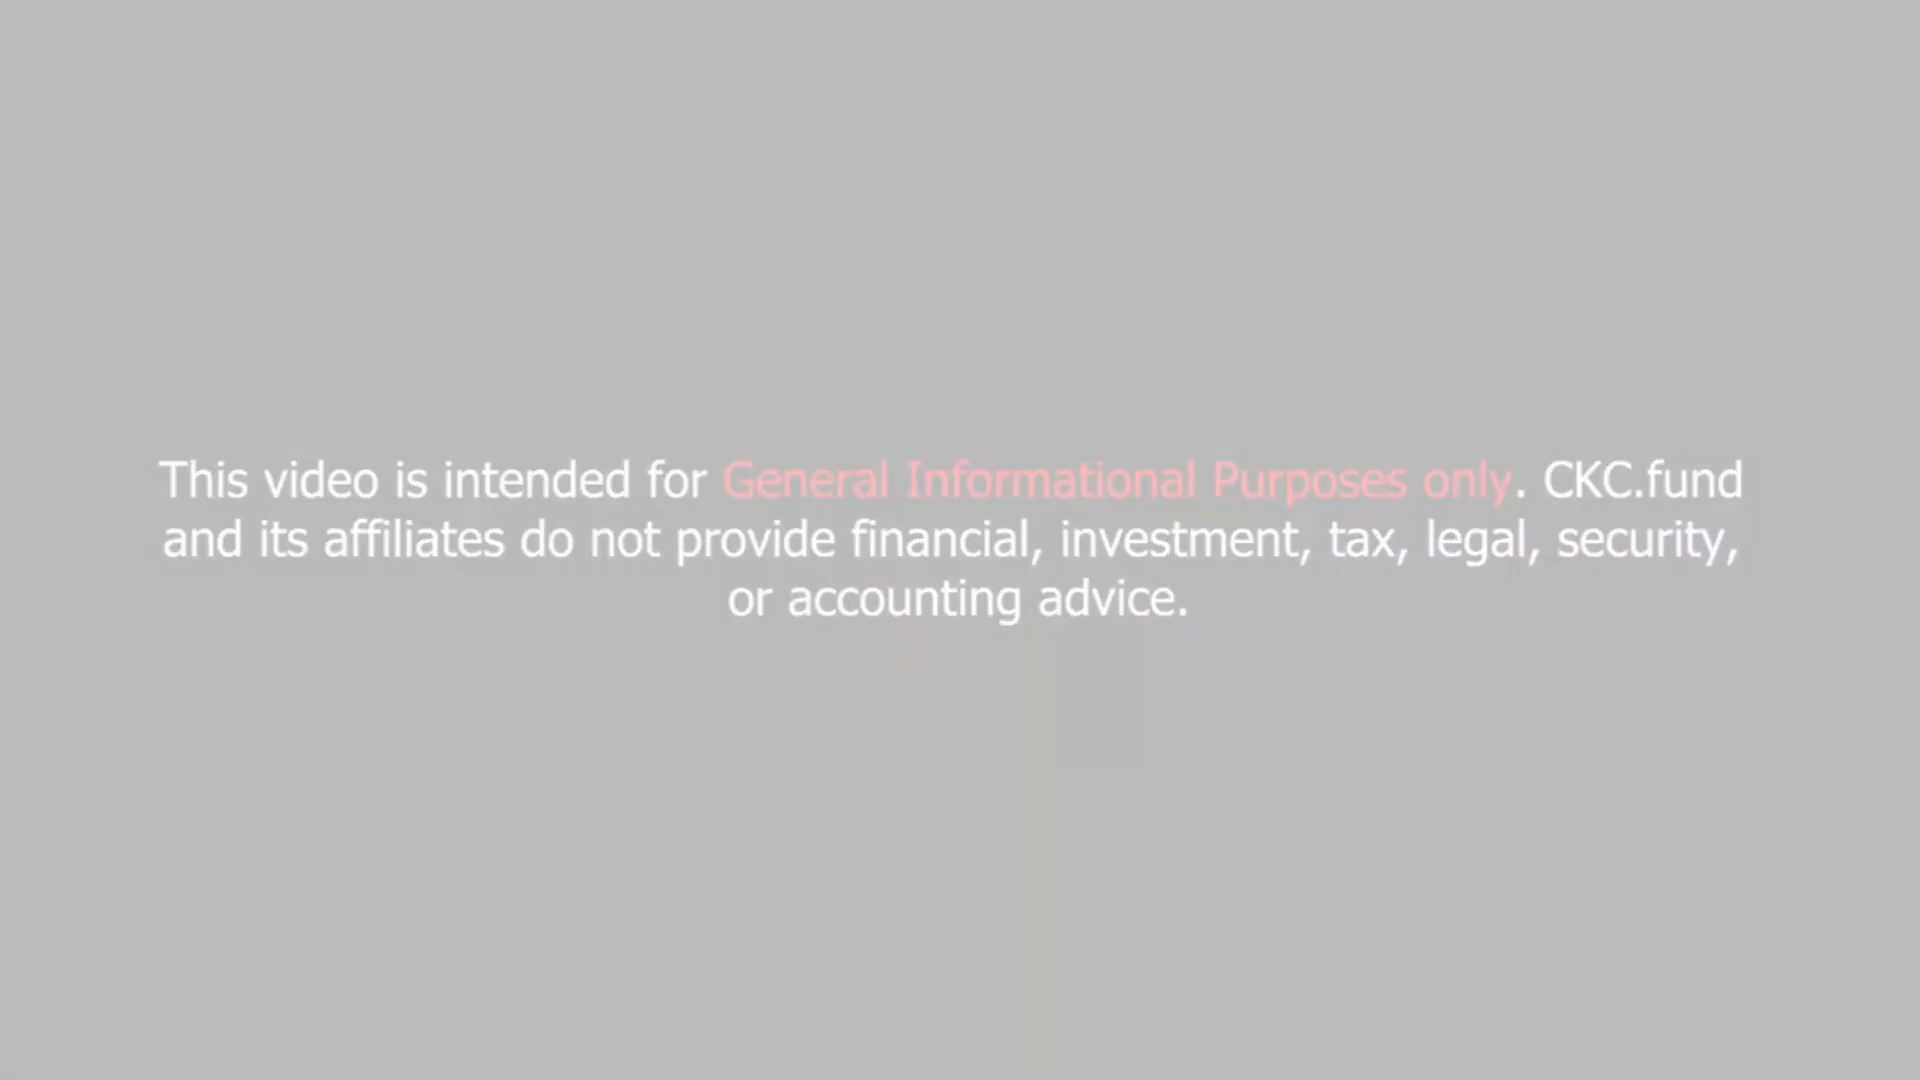 This video is intended for General Informational Purposes only. CKC.fund
and its affiliates do not provide financial, investment, tax, legal, security,
or accounting advice.